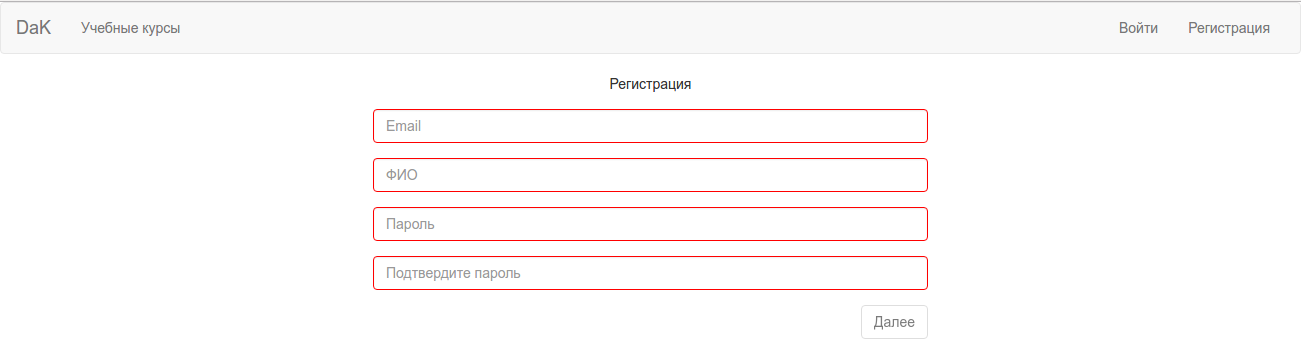 DaK Учебные курсы Войти Регистрация
Регистрация
Email
ФИО
Пароль
Подтвердите пароль
Далее